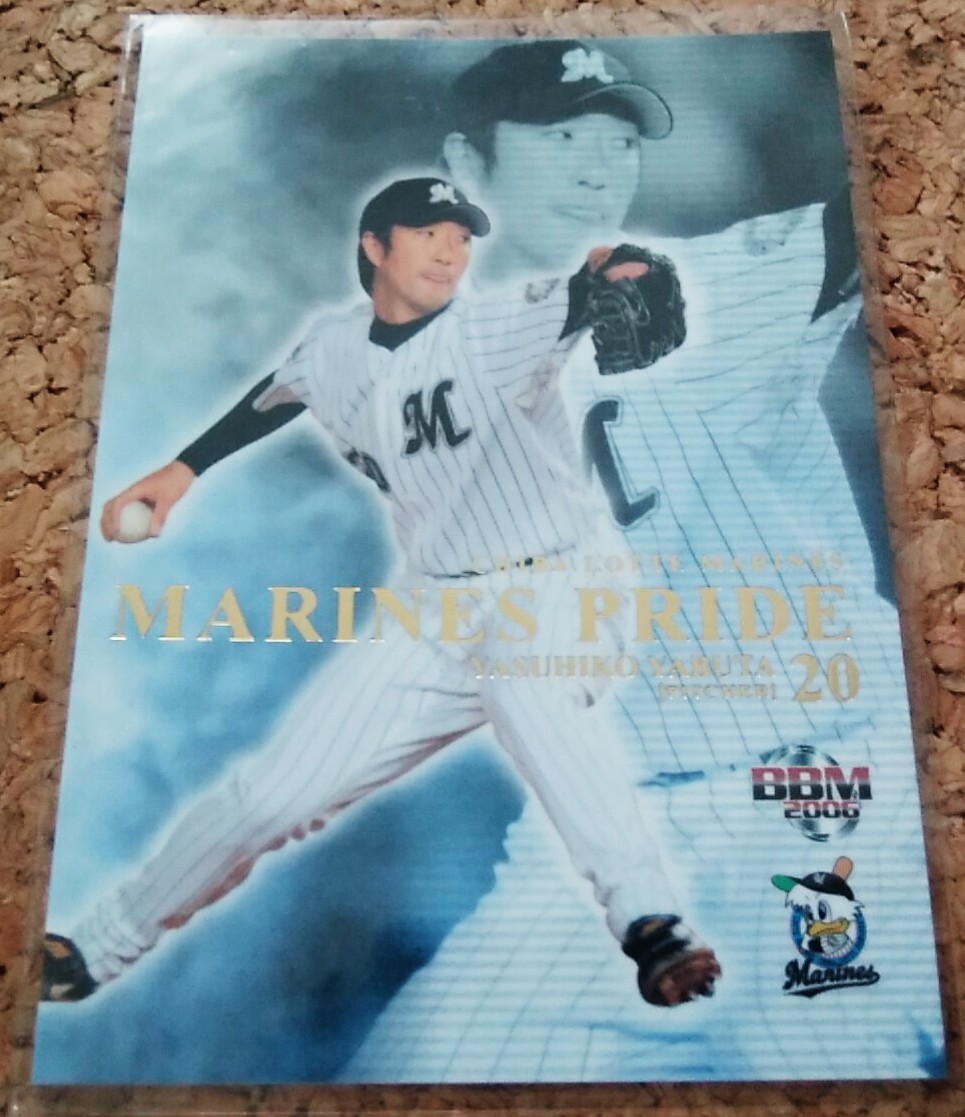 M
M
M
CHIBA LOTTE MARINES
MARINES PRIDE
YASUHIKO YABUTA 20
[PITCHER]
BBM
2006
Marines